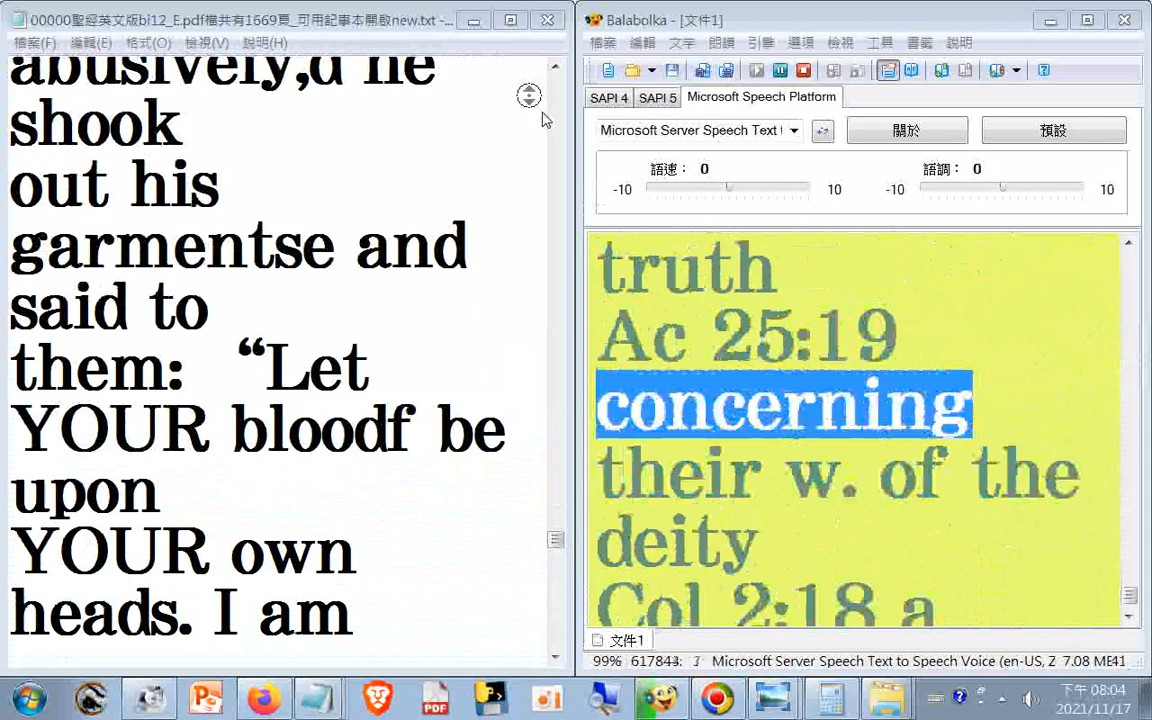 00000聖經英文版bi12_E.pdf檔共有1669頁_可用記事本開啟new.txt -...
檔案(F) 編輯(E) 格式(O) 檢視(V) 說明(H)
abusively,d he
shook
out his
garmentse and
said to
them: “Let
YOUR bloodf be
upon
YOUR own
heads. I am
Balabolka - [文件1]
檔案 編輯 文字 朗讀 引擎 選項 檢視 工具 書籤 說明
SAPI 4 SAPI 5 Microsoft Speech Platform
Microsoft Server Speech Text 關於 預設
語速： 0 語調： 0
-10 10 -10 10
truth
Ac 25:19
concerning
their w. of the
deity
Col 2:18 a
文件1
99% Microsoft Server Speech Text to Speech Voice (en-US, Z 7.08 ME
PDF
下午 08:04
2021/11/17